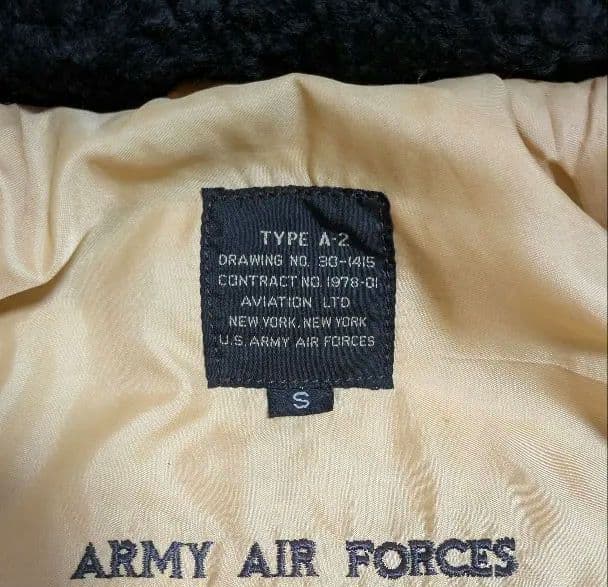 TYPE A-2
DRAWING NO. 30-1415
CONTRACT NO. 1978-01
AVIATION LTD
NEW YORK, NEW YORK
U.S. ARMY AIR FORCES
S
ARMY AIR FORCES